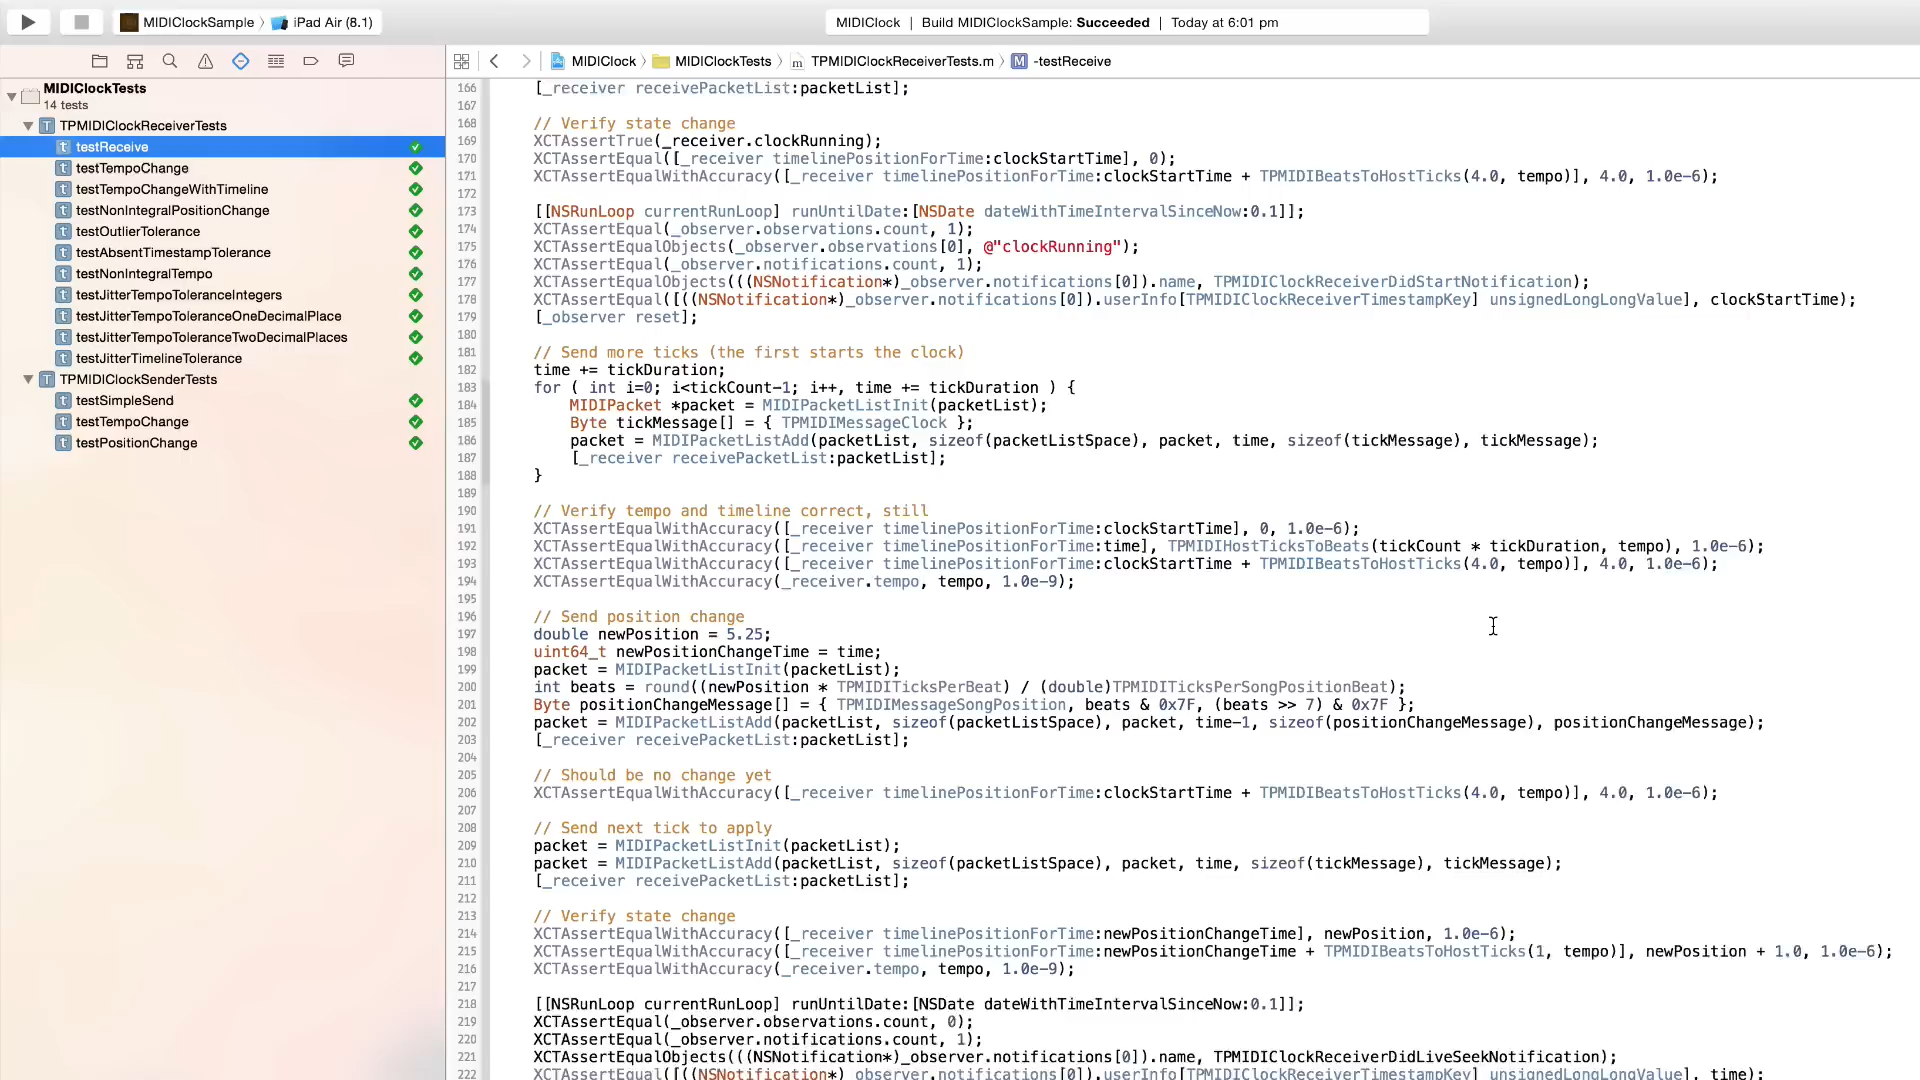 MIDIClockSample 〉 iPad Air (8.1)
MIDIClock | Build MIDIClockSample: Succeeded | Today at 6:01 pm
MIDIClock 〉 MIDIClockTests 〉 m TPMIDIClockReceiverTests.m 〉 M -testReceive
MIDIClockTests
14 tests
T TPMIDIClockReceiverTests
t testReceive
t testTempoChange
t testTempoChangeWithTimeline
t testNonIntegralPositionChange
t testOutlierTolerance
t testAbsentTimestampTolerance
t testNonIntegralTempo
t testJitterTempoToleranceIntegers
t testJitterTempoToleranceOneDecimalPlace
t testJitterTempoToleranceTwoDecimalPlaces
t testJitterTimelineTolerance
T TPMIDIClockSenderTests
t testSimpleSend
t testTempoChange
t testPositionChange
166 [_receiver receivePacketList:packetList];
167
168 // Verify state change
169 XCTAssertTrue(_receiver.clockRunning);
170 XCTAssertEqual([_receiver timelinePositionForTime:clockStartTime], 0);
171 XCTAssertEqualWithAccuracy([_receiver timelinePositionForTime:clockStartTime + TPMIDIBeatsToHostTicks(4.0, tempo)], 4.0, 1.0e-6);
172
173 [[NSRunLoop currentRunLoop] runUntilDate:[NSDate dateWithTimeIntervalSinceNow:0.1]];
174 XCTAssertEqual(_observer.observations.count, 1);
175 XCTAssertEqualObjects(_observer.observations[0], @"clockRunning");
176 XCTAssertEqual(_observer.notifications.count, 1);
177 XCTAssertEqualObjects(((NSNotification*)_observer.notifications[0]).name, TPMIDIClockReceiverDidStartNotification);
178 XCTAssertEqual([((NSNotification*)_observer.notifications[0]).userInfo[TPMIDIClockReceiverTimestampKey] unsignedLongLongValue], clockStartTime);
179 [_observer reset];
180
181 // Send more ticks (the first starts the clock)
182 time += tickDuration;
183 for ( int i=0; i<tickCount-1; i++, time += tickDuration ) {
184 MIDIPacket *packet = MIDIPacketListInit(packetList);
185 Byte tickMessage[] = { TPMIDIMessageClock };
186 packet = MIDIPacketListAdd(packetList, sizeof(packetListSpace), packet, time, sizeof(tickMessage), tickMessage);
187 [_receiver receivePacketList:packetList];
188 }
189
190 // Verify tempo and timeline correct, still
191 XCTAssertEqualWithAccuracy([_receiver timelinePositionForTime:clockStartTime], 0, 1.0e-6);
192 XCTAssertEqualWithAccuracy([_receiver timelinePositionForTime:time], TPMIDIHostTicksToBeats(tickCount * tickDuration, tempo), 1.0e-6);
193 XCTAssertEqualWithAccuracy([_receiver timelinePositionForTime:clockStartTime + TPMIDIBeatsToHostTicks(4.0, tempo)], 4.0, 1.0e-6);
194 XCTAssertEqualWithAccuracy(_receiver.tempo, tempo, 1.0e-9);
195
196 // Send position change
197 double newPosition = 5.25;
198 uint64_t newPositionChangeTime = time;
199 packet = MIDIPacketListInit(packetList);
200 int beats = round((newPosition * TPMIDITicksPerBeat) / (double)TPMIDITicksPerSongPositionBeat);
201 Byte positionChangeMessage[] = { TPMIDIMessageSongPosition, beats & 0x7F, (beats >> 7) & 0x7F };
202 packet = MIDIPacketListAdd(packetList, sizeof(packetListSpace), packet, time-1, sizeof(positionChangeMessage), positionChangeMessage);
203 [_receiver receivePacketList:packetList];
204
205 // Should be no change yet
206 XCTAssertEqualWithAccuracy([_receiver timelinePositionForTime:clockStartTime + TPMIDIBeatsToHostTicks(4.0, tempo)], 4.0, 1.0e-6);
207
208 // Send next tick to apply
209 packet = MIDIPacketListInit(packetList);
210 packet = MIDIPacketListAdd(packetList, sizeof(packetListSpace), packet, time, sizeof(tickMessage), tickMessage);
211 [_receiver receivePacketList:packetList];
212
213 // Verify state change
214 XCTAssertEqualWithAccuracy([_receiver timelinePositionForTime:newPositionChangeTime], newPosition, 1.0e-6);
215 XCTAssertEqualWithAccuracy([_receiver timelinePositionForTime:newPositionChangeTime + TPMIDIBeatsToHostTicks(1, tempo)], newPosition + 1.0, 1.0e-6);
216 XCTAssertEqualWithAccuracy(_receiver.tempo, tempo, 1.0e-9);
217
218 [[NSRunLoop currentRunLoop] runUntilDate:[NSDate dateWithTimeIntervalSinceNow:0.1]];
219 XCTAssertEqual(_observer.observations.count, 0);
220 XCTAssertEqual(_observer.notifications.count, 1);
221 XCTAssertEqualObjects(((NSNotification*)_observer.notifications[0]).name, TPMIDIClockReceiverDidLiveSeekNotification);
222 XCTAssertEqual([((NSNotification*)_observer.notifications[0]).userInfo[TPMIDIClockReceiverTimestampKey] unsignedLongLongValue], time);